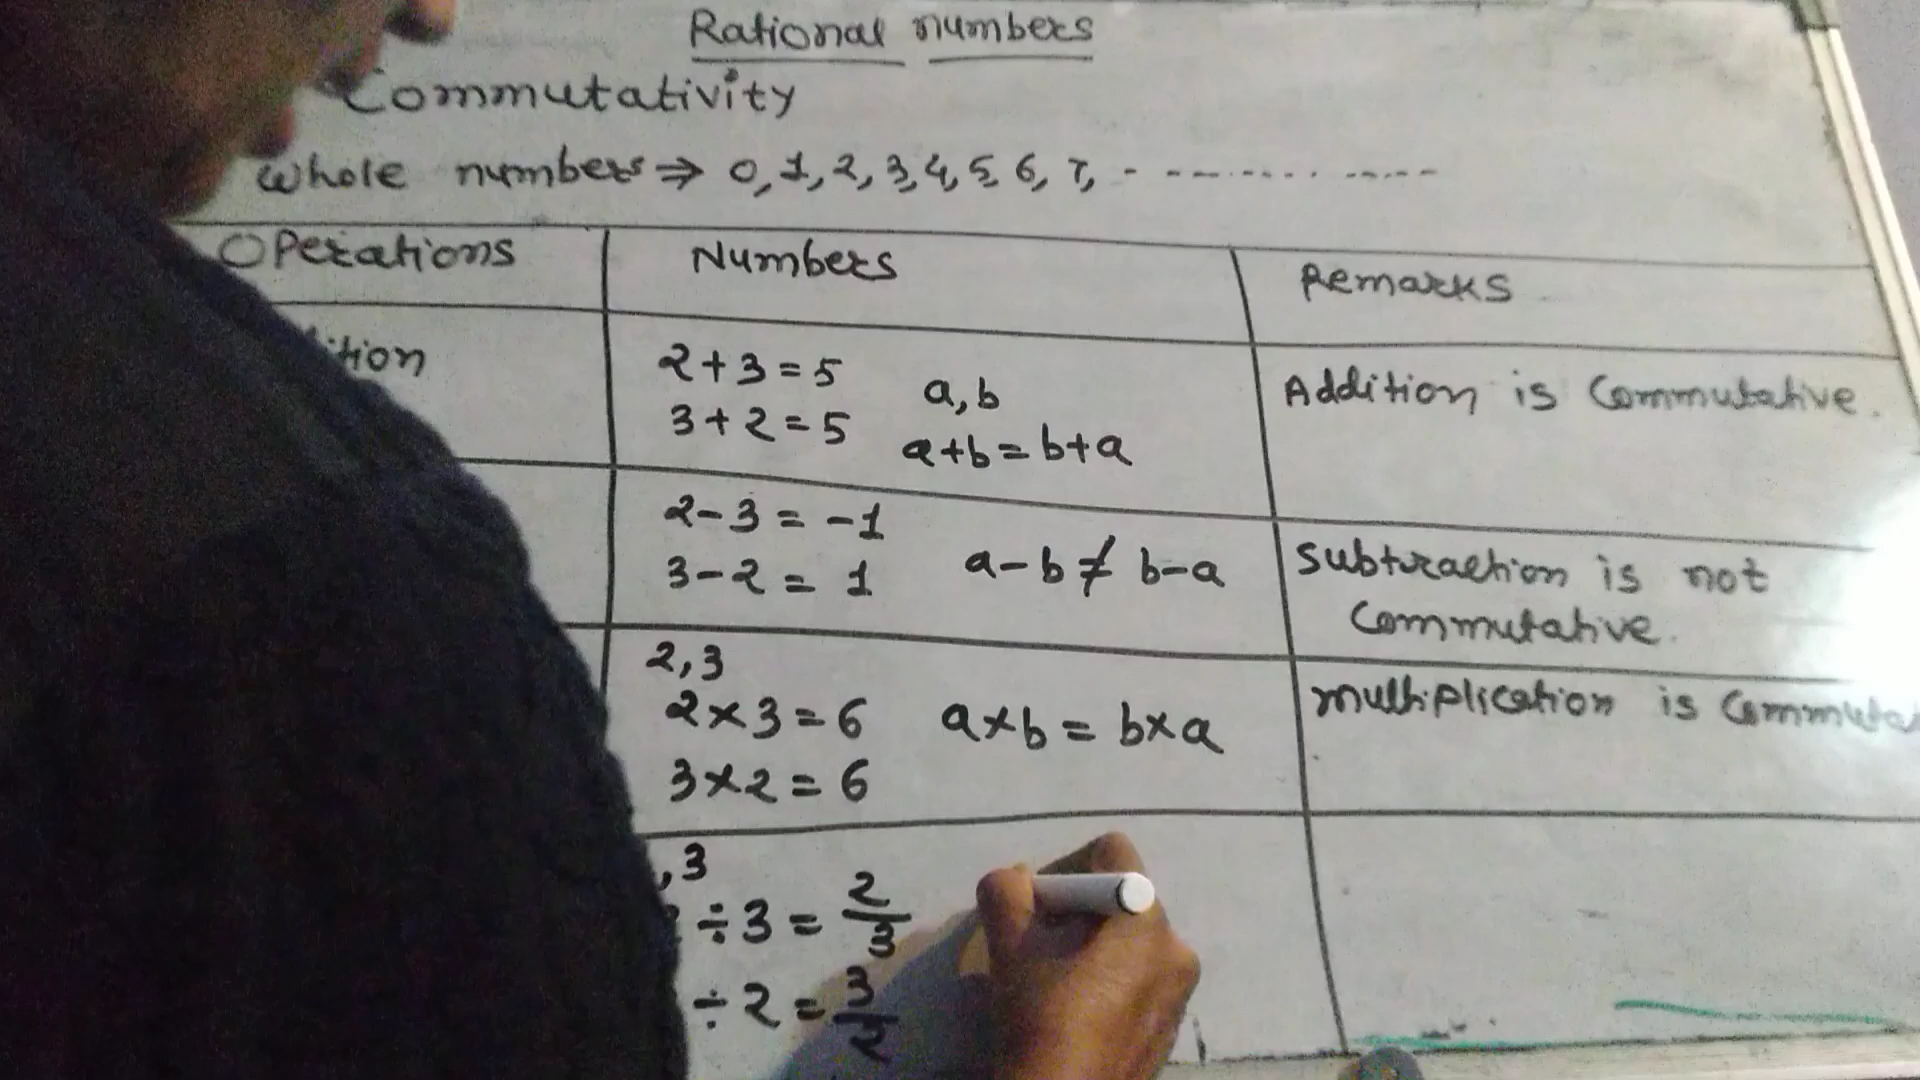 Rational numbers
Commutativity
Whole numbers ⇒ 0, 1, 2, 3, 4, 5, 6, 7, - - - - - - - - - -
Operations Numbers Remarks
2 + 3 = 5
3 + 2 = 5
a, b
a + b = b + a
Addition is Commutative.
2 - 3 = -1
3 - 2 = 1
a - b ≠ b - a
Subtraction is not
Commutative.
2, 3
2 × 3 = 6
3 × 2 = 6
a × b = b × a
multiplication is
, 3
÷ 3 = 2/3
÷ 2 = 3/2